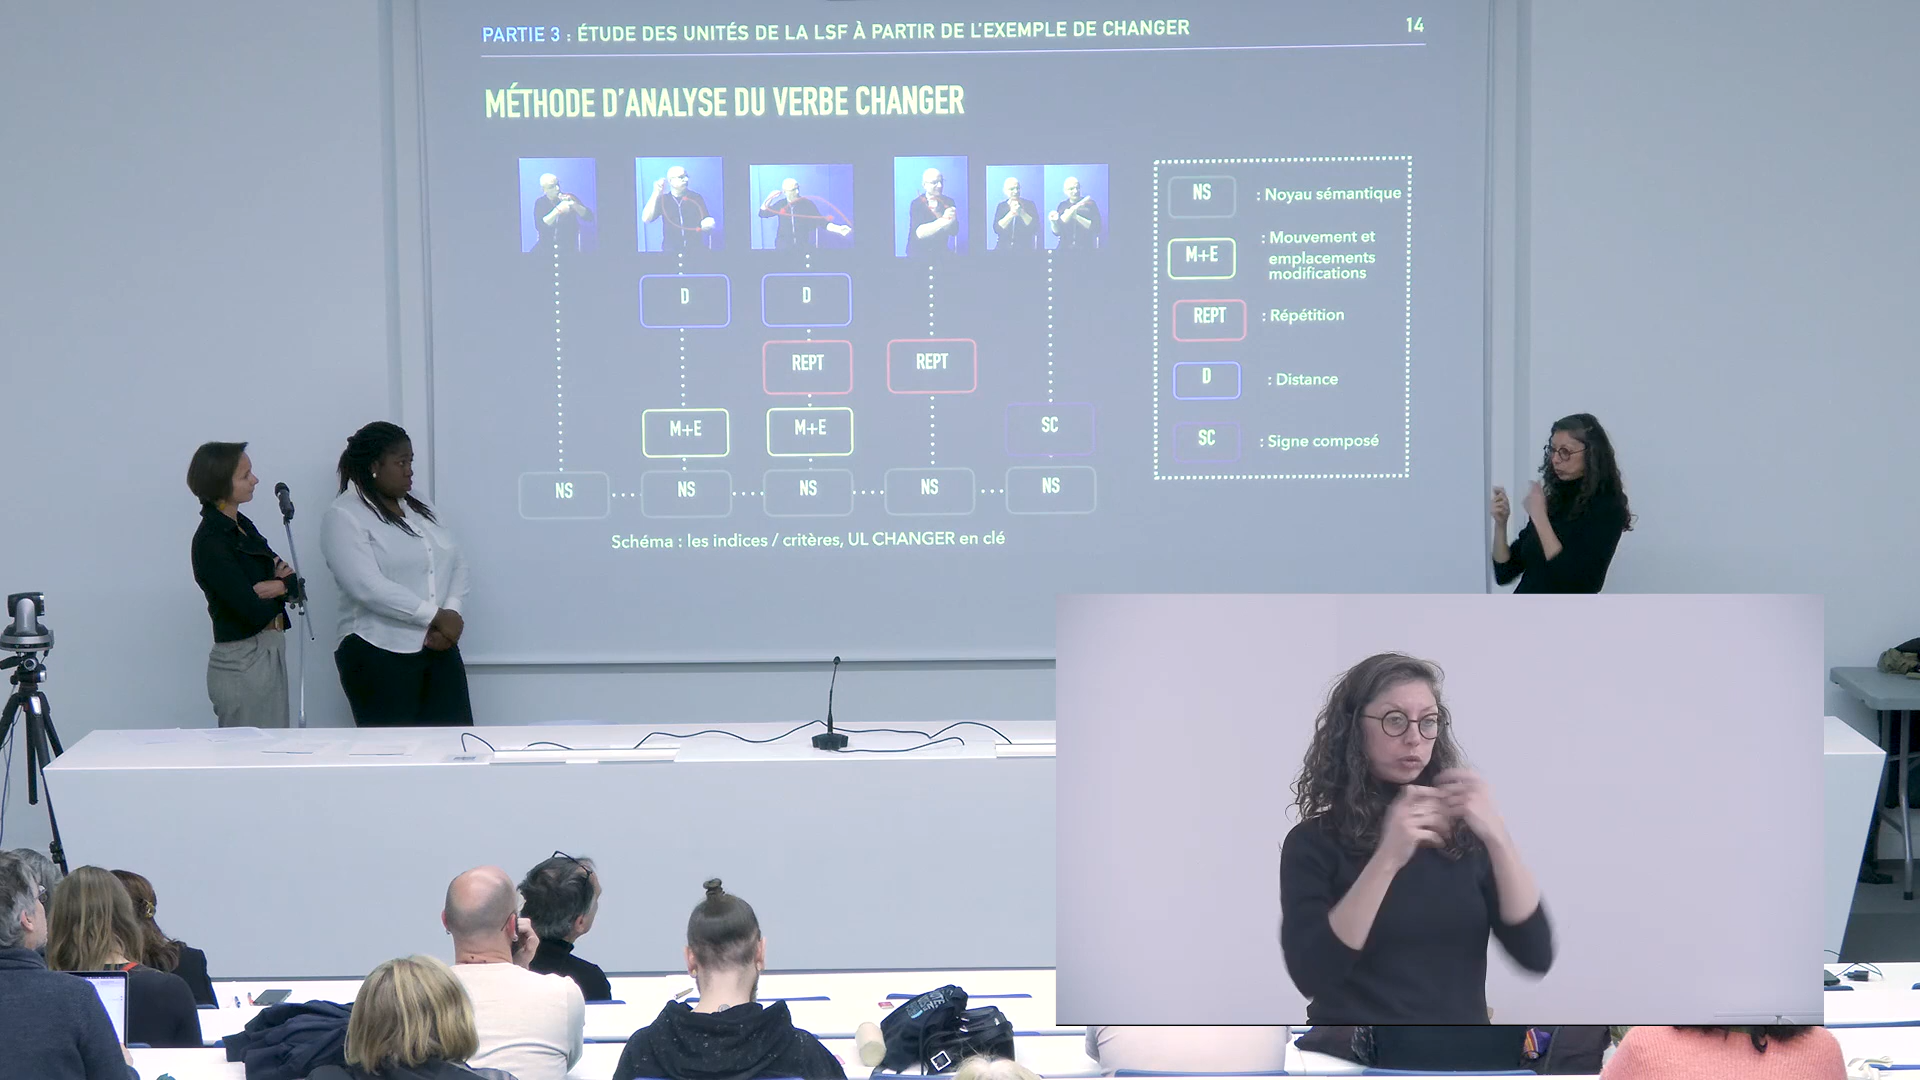 PARTIE 3 : ÉTUDE DES UNITÉS DE LA LSF À PARTIR DE L'EXEMPLE DE CHANGER
14
MÉTHODE D'ANALYSE DU VERBE CHANGER
D
D
REPT
REPT
M+E
M+E
SC
NS
NS
NS
NS
NS
Schéma : les indices / critères, UL CHANGER en clé
NS
: Noyau sémantique
M+E
: Mouvement et
emplacements
modifications
REPT
: Répétition
D
: Distance
SC
: Signe composé